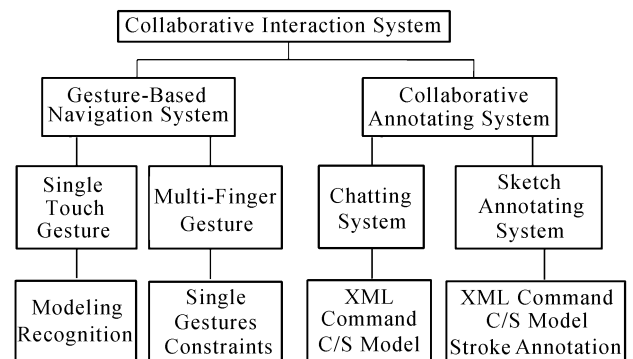 Collaborative Interaction System
Gesture-Based
Navigation System
Collaborative
Annotating System
Single
Touch
Gesture
Multi-Finger
Gesture
Chatting
System
Sketch
Annotating
System
Modeling
Recognition
Single
Gestures
Constraints
XML
Command
C/S Model
XML Command
C/S Model
Stroke Annotation